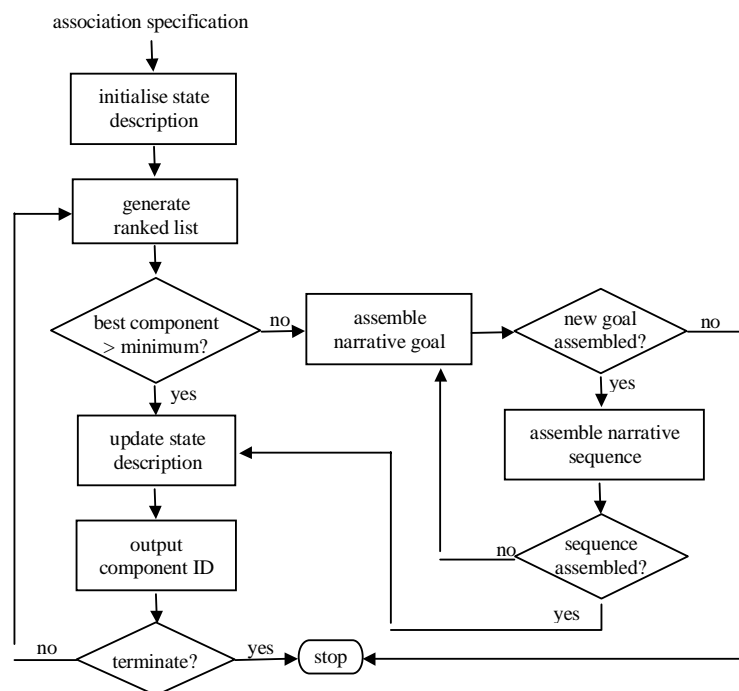 association specification
initialise state
description
generate
ranked list
best component
> minimum?
no
yes
assemble
narrative goal
new goal
assembled?
no
yes
assemble narrative
sequence
sequence
assembled?
no
yes
update state
description
output
component ID
terminate?
no
yes
stop